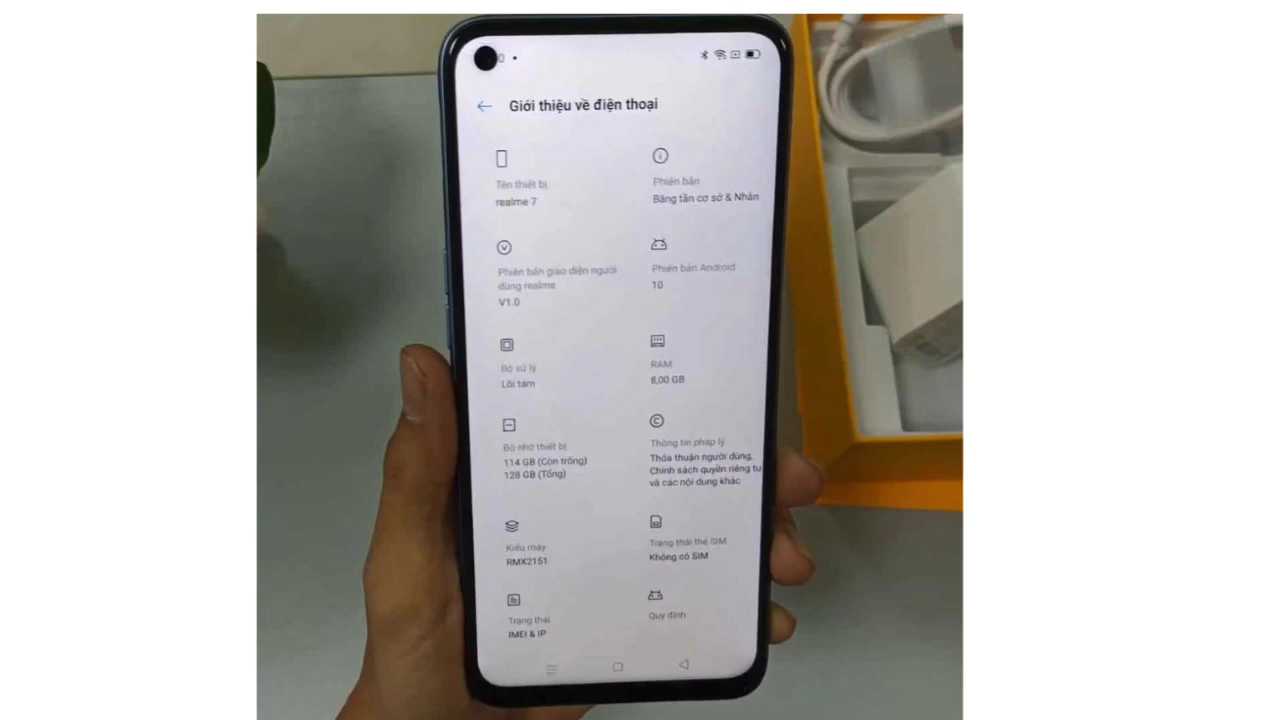 Giới thiệu về điện thoại
Tên thiết bị
realme 7
Phiên bản
Băng tần cơ sở & Nhân
Phiên bản giao diện người
dùng realme
V1.0
Phiên bản Android
10
Bộ xử lý
Lõi tám
RAM
8,00 GB
Bộ nhớ thiết bị
114 GB (Còn trống)
128 GB (Tổng)
Thông tin pháp lý
Thỏa thuận người dùng,
Chính sách quyền riêng tư
và các nội dung khác
Kiểu máy
RMX2151
Trạng thái thẻ SIM
Không có SIM
Trạng thái
IMEI & IP
Quy định